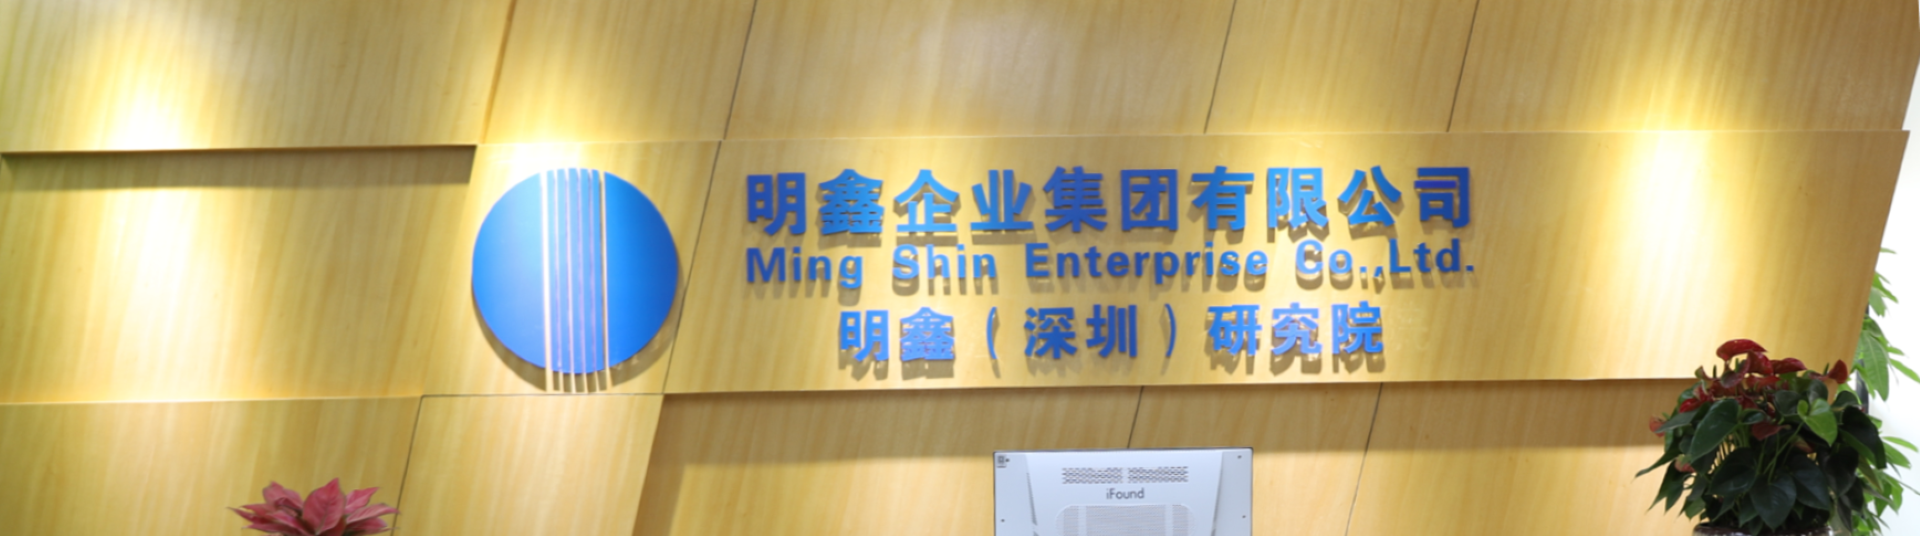 明鑫企业集团有限公司
Ming Shin Enterprise Co.,Ltd.
明鑫（深圳）研究院
iFound